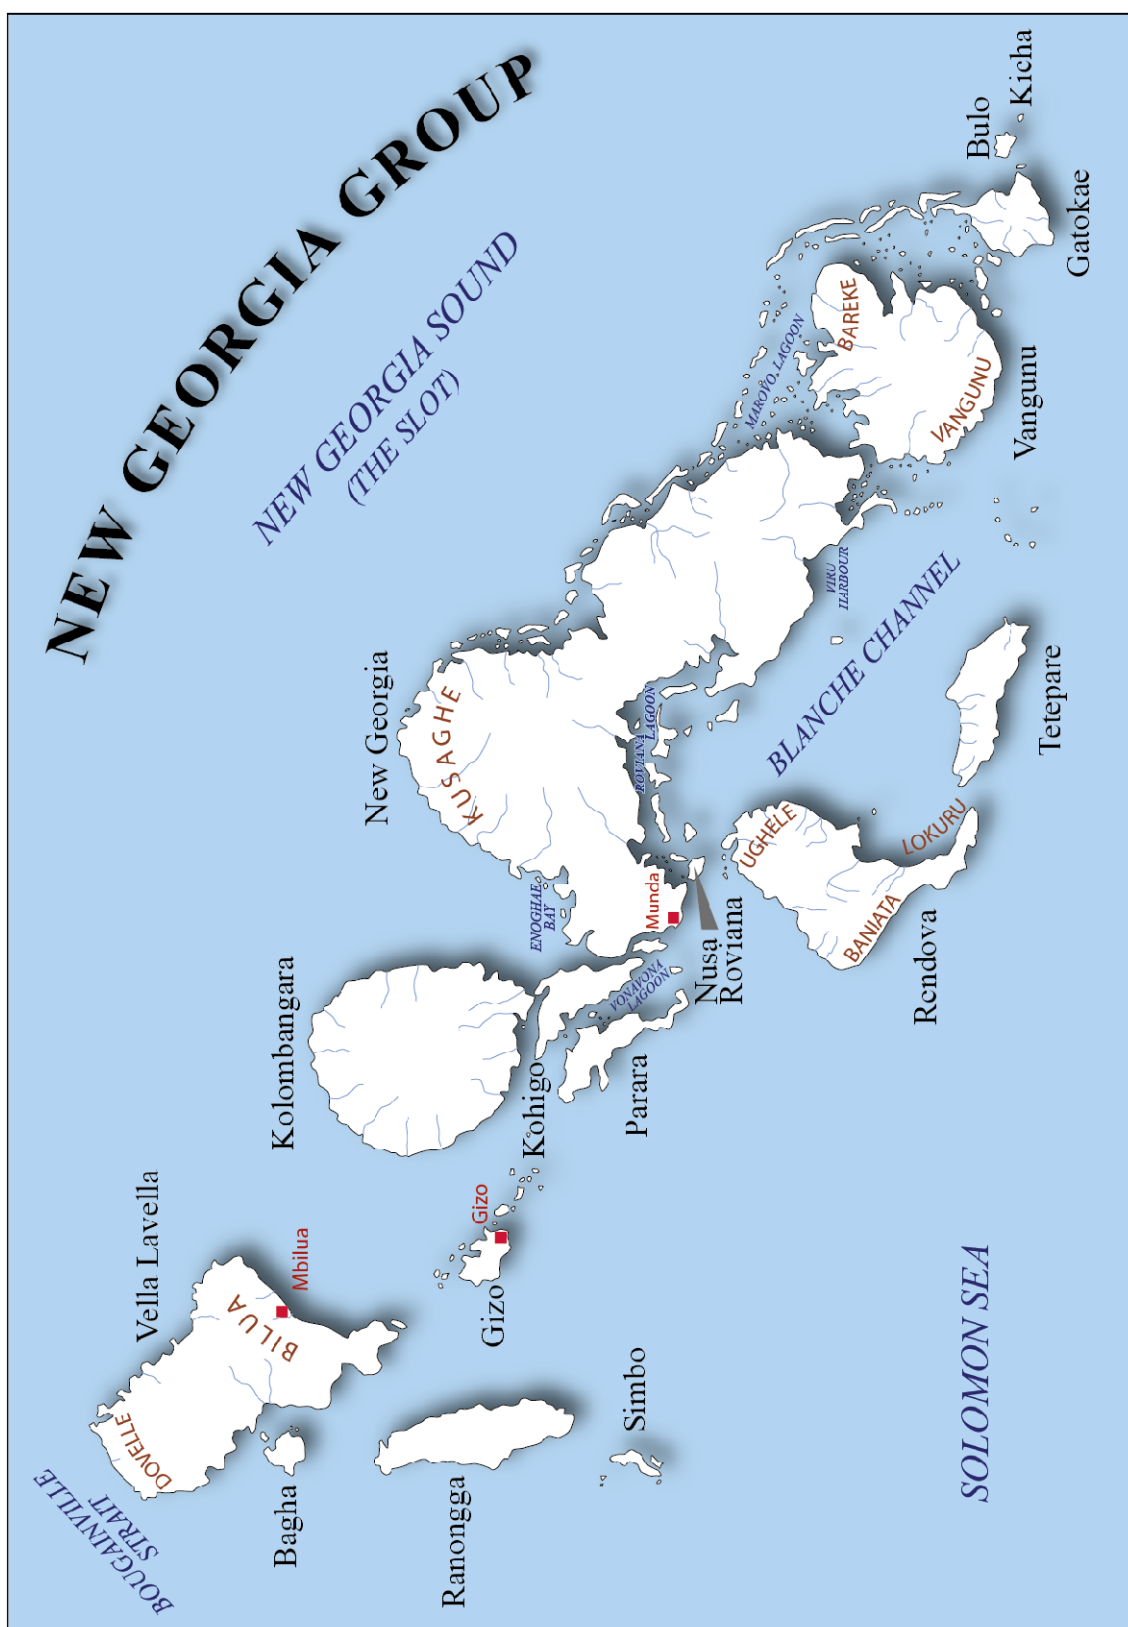 NEW GEORGIA GROUP
NEW GEORGIA SOUND
(THE SLOT)
BOUGAINVILLE
STRAIT
DOVELLE
Vella Lavella
BILUA
Mbilua
Bagha
Ranongga
Simbo
Gizo
Gizo
Kolombangara
Kohigo
Parara
VONAVONA
LAGOON
ENOGHAE
BAY
New Georgia
KUSAGHE
Munda
Nusa
Roviana
ROVIANA
LAGOON
MAROVO LAGOON
VIRU
HARBOUR
BLANCHE CHANNEL
UGHELE
BANIATA
LOKURU
Rendova
Tetepare
BAREKE
VANGUNU
Vangunu
Gatokae
Bulo
Kicha
SOLOMON SEA